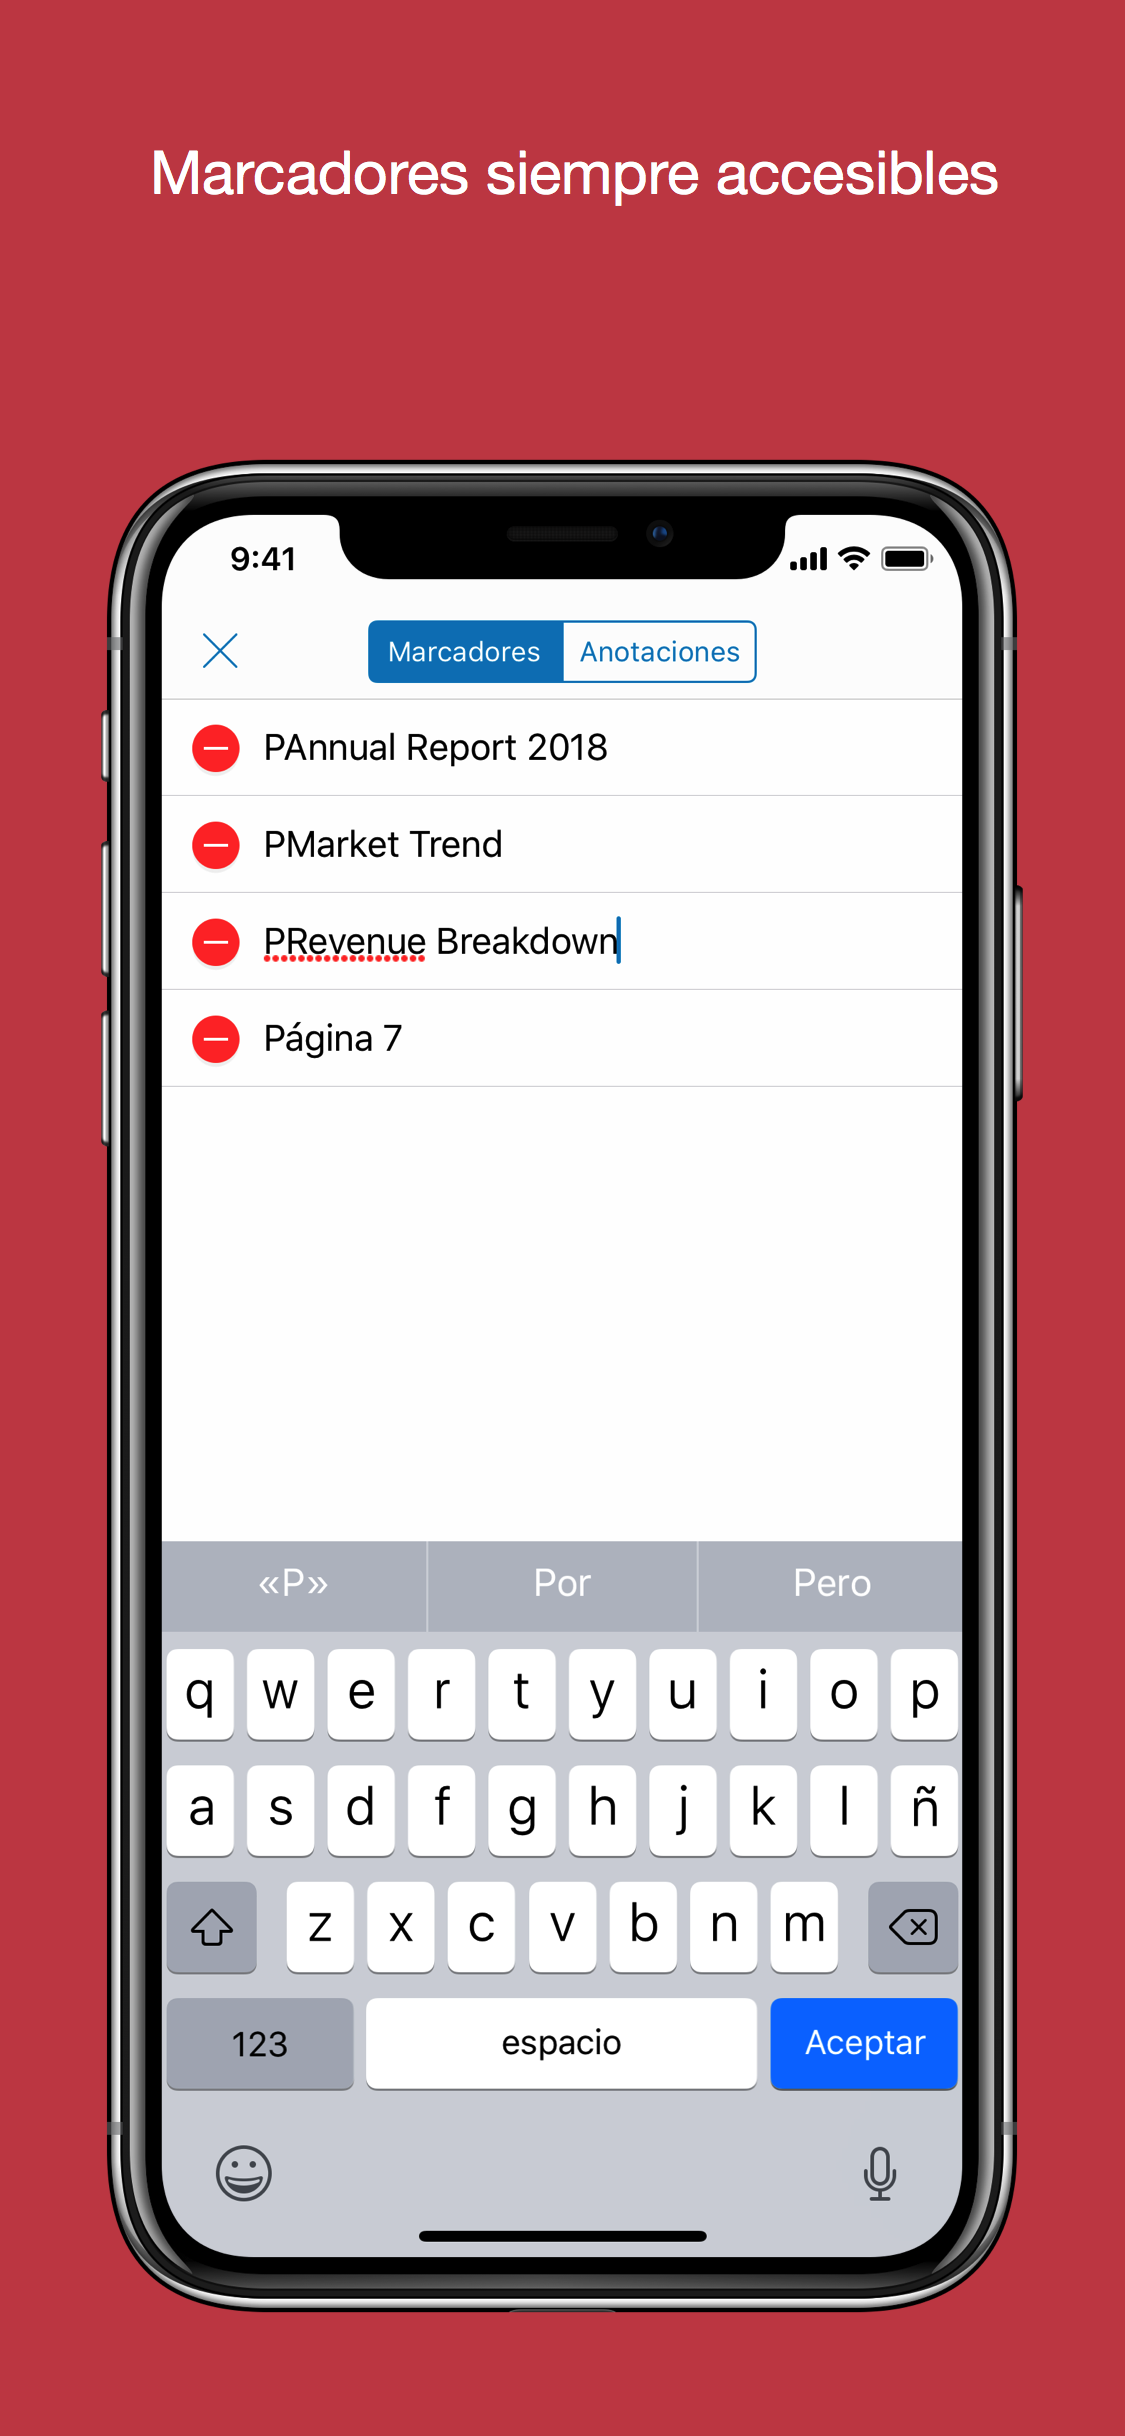 Marcadores siempre accesibles
9:41
Marcadores Anotaciones
PAnnual Report 2018
PMarket Trend
PRevenue Breakdown
Página 7
«P» Por Pero
q w e r t y u i o p
a s d f g h j k l ñ
z x c v b n m
123 espacio Aceptar